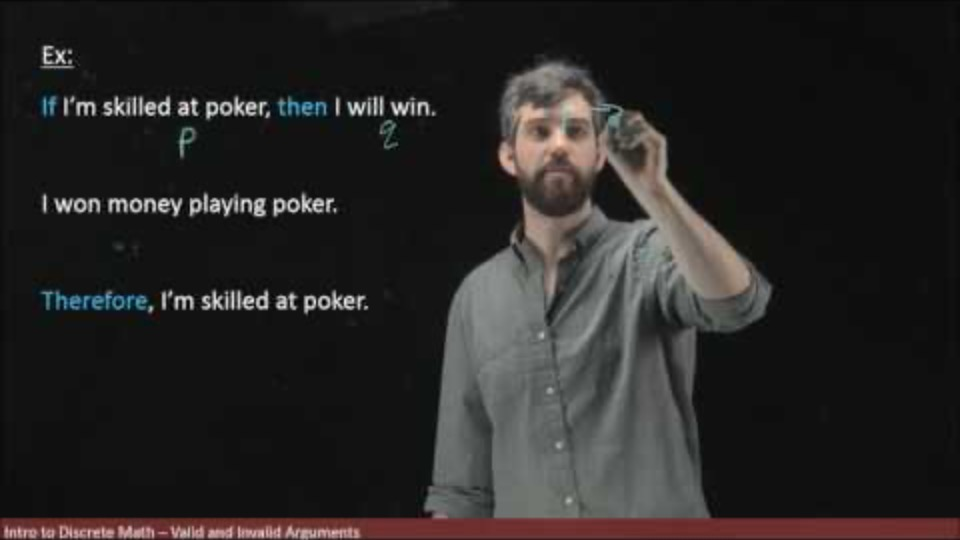 Ex:
If I'm skilled at poker, then I will win.
p q
I won money playing poker.
Therefore, I'm skilled at poker.
Intro to Discrete Math – Valid and Invalid Arguments